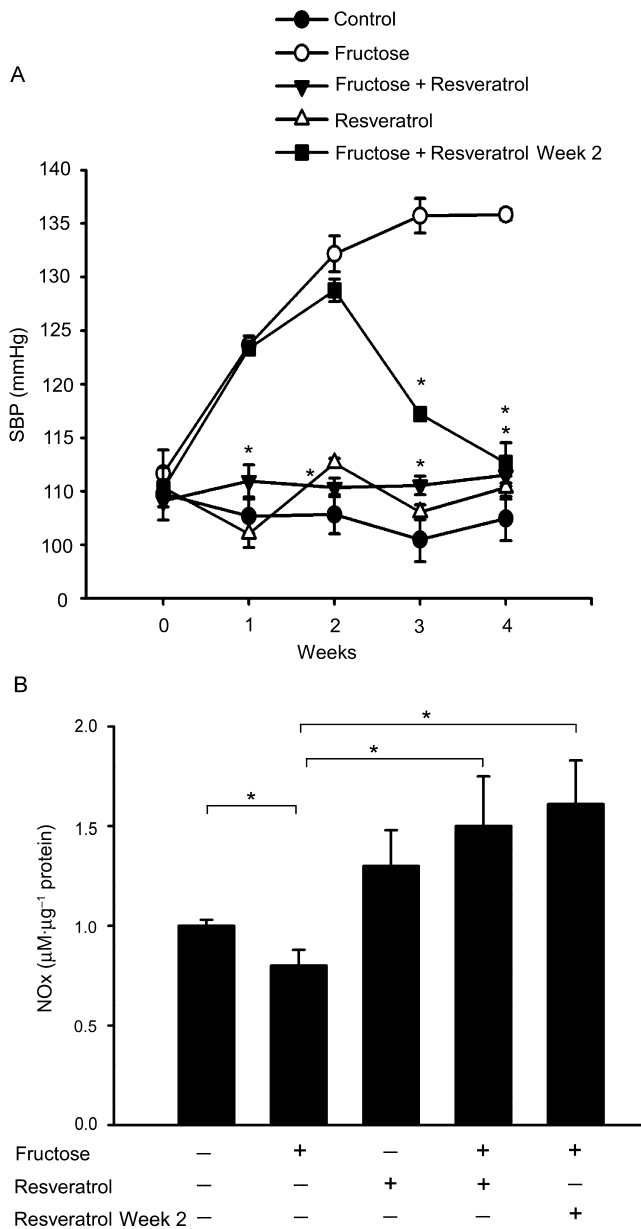 Control
Fructose
A
Fructose + Resveratrol
Resveratrol
Fructose + Resveratrol Week 2
140
135
130
125
120
115
110
100
0
SBP (mmHg)
*
*
*
*
*
*
0 1 2 3 4
Weeks
B
2.0
1.5
1.0
0.5
0.0
NOx (µM·µg⁻¹ protein)
*
*
*
Fructose – + – + +
Resveratrol – – + + –
Resveratrol Week 2 – – – – +